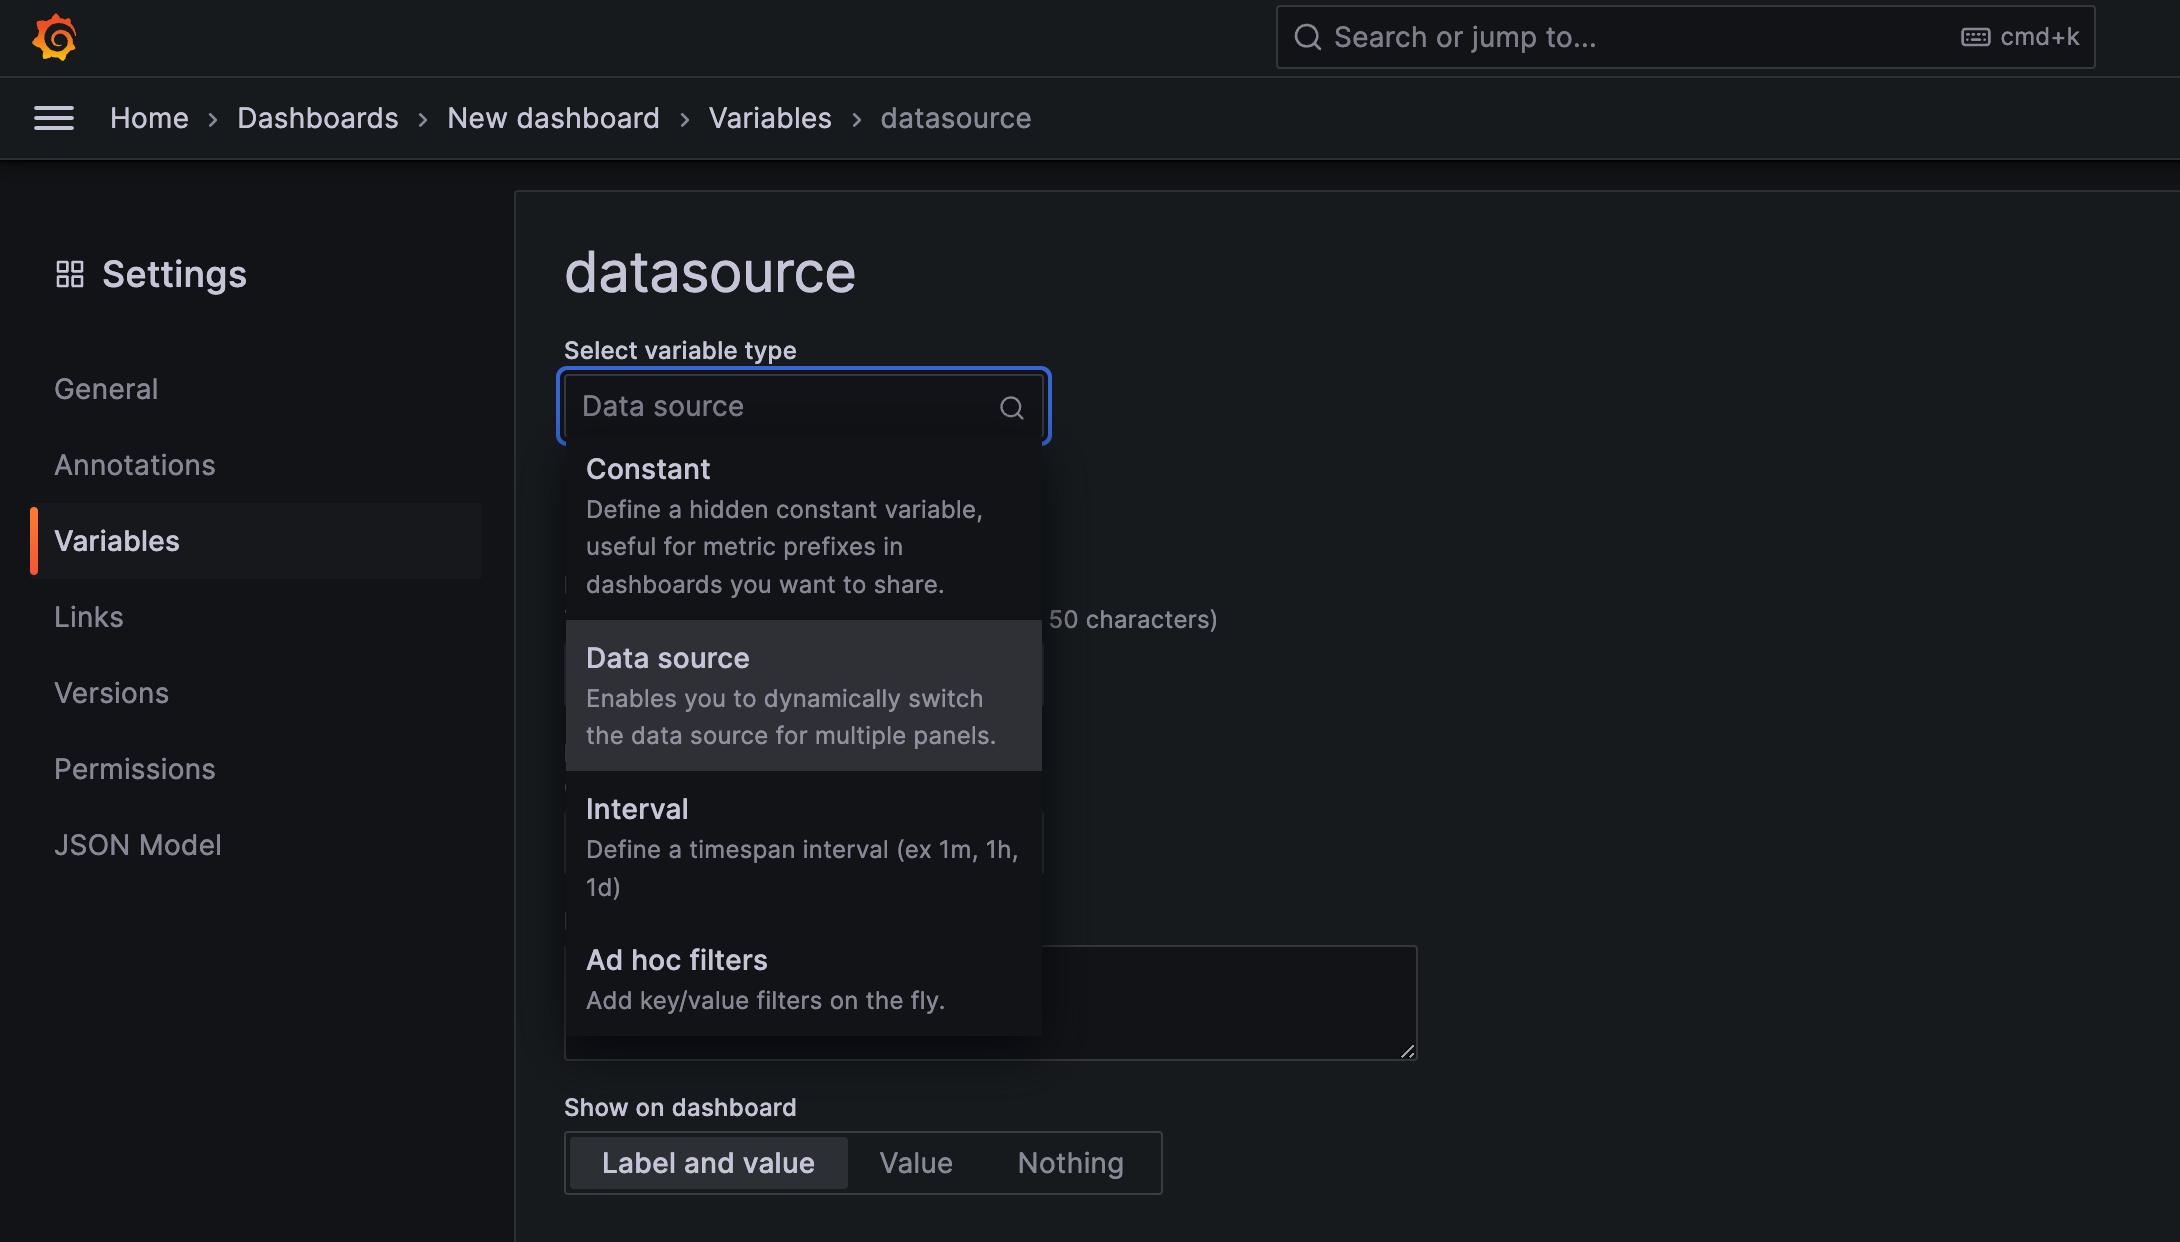 Search or jump to...
cmd+k
Home › Dashboards › New dashboard › Variables › datasource
Settings
General
Annotations
Variables
Links
Versions
Permissions
JSON Model
datasource
Select variable type
Data source
Constant
Define a hidden constant variable,
useful for metric prefixes in
dashboards you want to share.
50 characters)
Data source
Enables you to dynamically switch
the data source for multiple panels.
Interval
Define a timespan interval (ex 1m, 1h,
1d)
Ad hoc filters
Add key/value filters on the fly.
Show on dashboard
Label and value
Value
Nothing